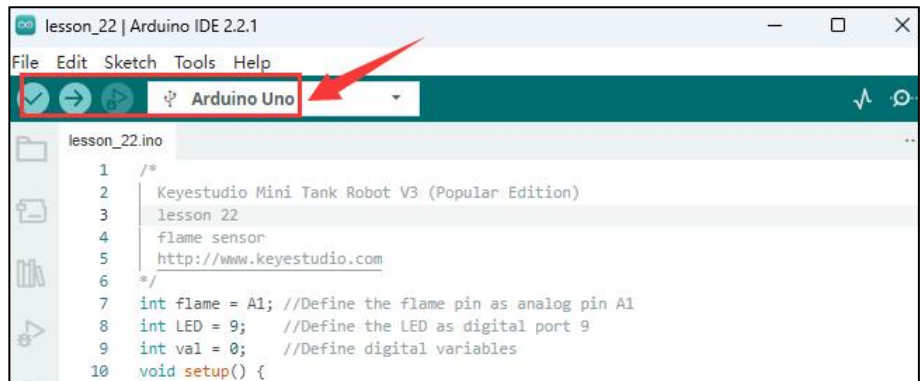 lesson_22 | Arduino IDE 2.2.1
File Edit Sketch Tools Help
Arduino Uno
lesson_22.ino
1 /*
2 Keyestudio Mini Tank Robot V3 (Popular Edition)
3 lesson 22
4 flame sensor
5 http://www.keyestudio.com
6 */
7 int flame = A1; //Define the flame pin as analog pin A1
8 int LED = 9; //Define the LED as digital port 9
9 int val = 0; //Define digital variables
10 void setup() {